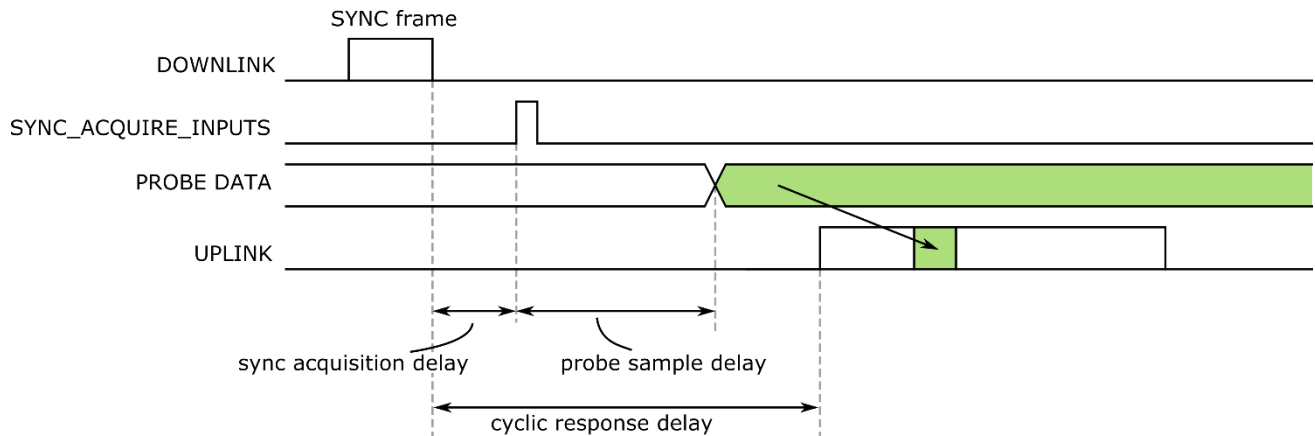 SYNC frame
DOWNLINK
SYNC_ACQUIRE_INPUTS
PROBE DATA
UPLINK
sync acquisition delay
probe sample delay
cyclic response delay